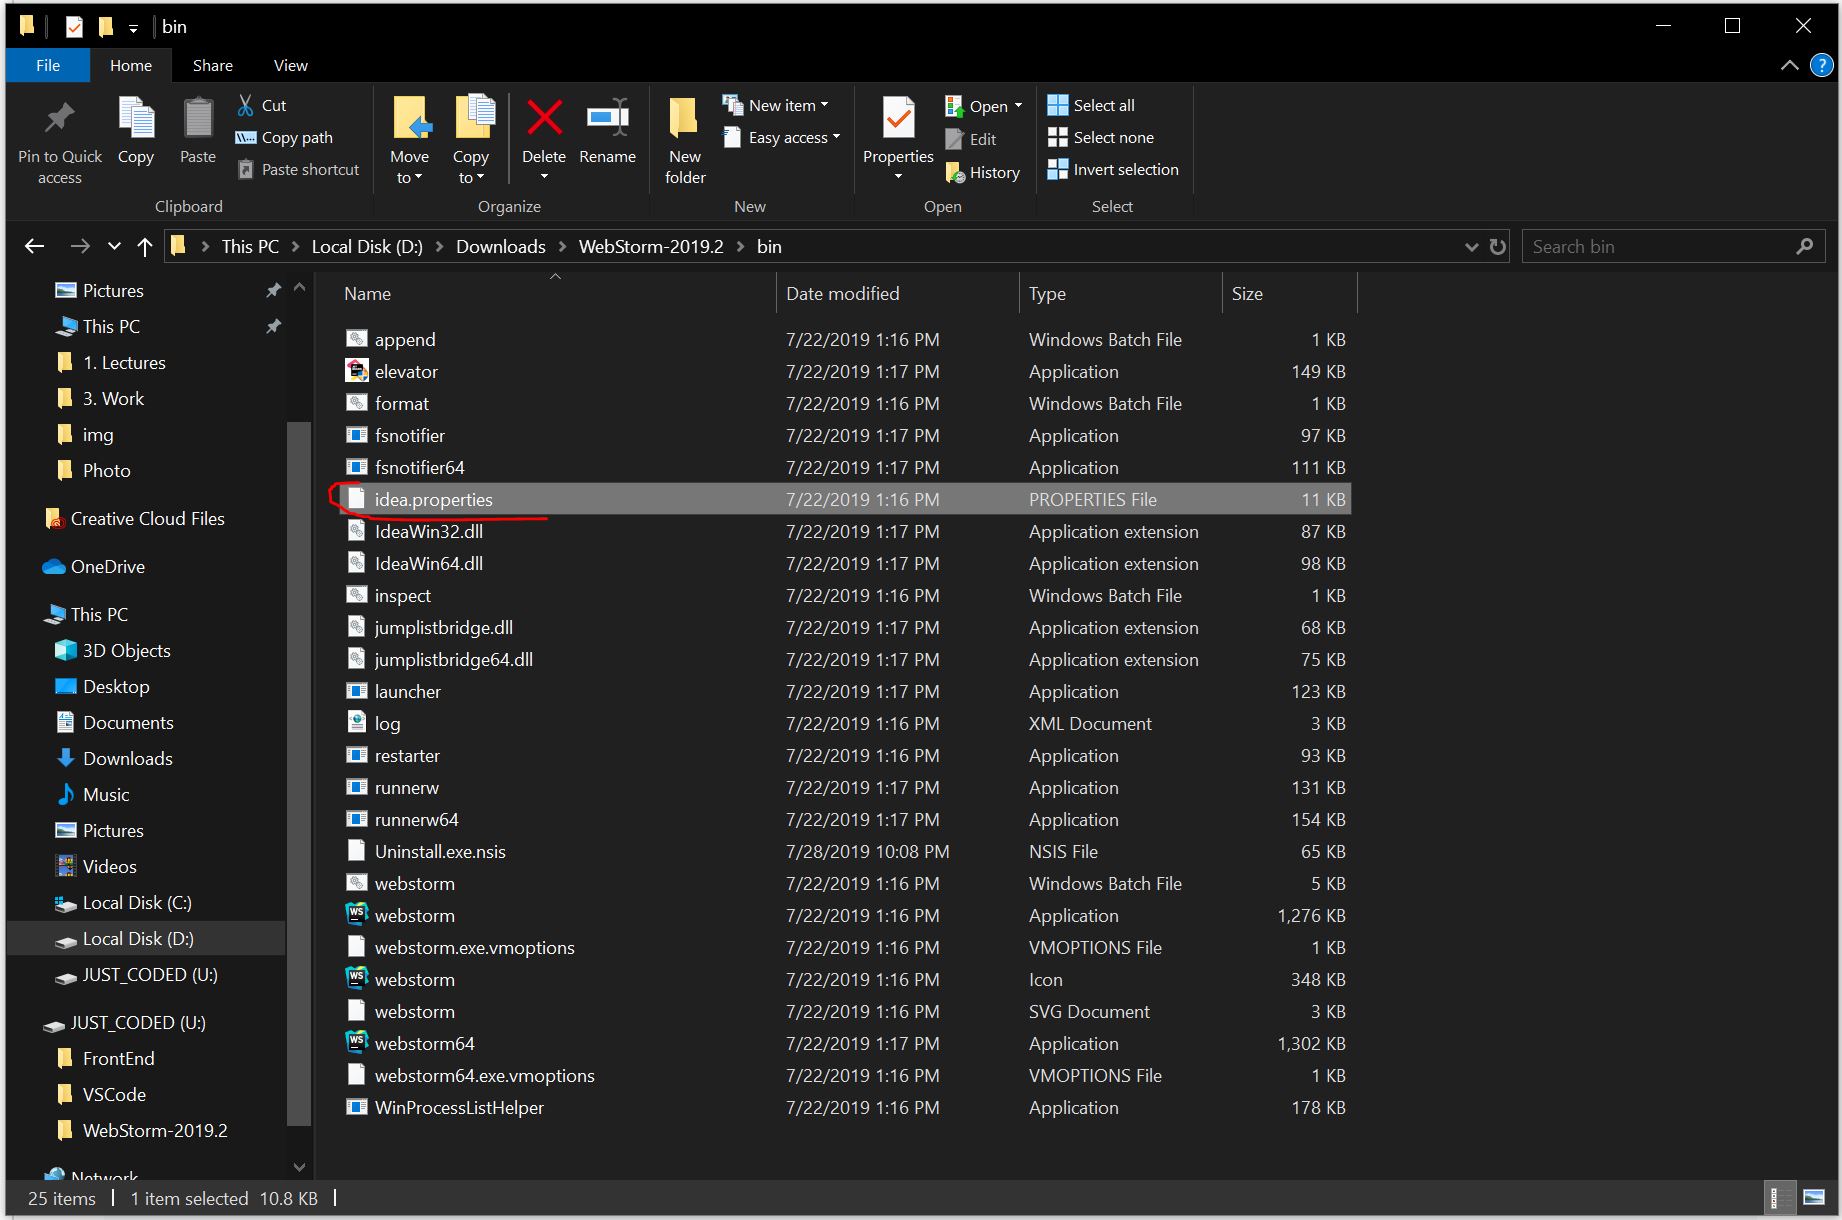 bin
File Home Share View
Pin to Quick access
Copy
Paste
Cut
Copy path
Paste shortcut
Clipboard
Move to
Copy to
Delete
Rename
Organize
New folder
New item
Easy access
New
Properties
Open
Edit
History
Open
Select all
Select none
Invert selection
Select
This PC Local Disk (D:) Downloads WebStorm-2019.2 bin
Search bin
Pictures
This PC
1. Lectures
3. Work
img
Photo
Creative Cloud Files
OneDrive
This PC
3D Objects
Desktop
Documents
Downloads
Music
Pictures
Videos
Local Disk (C:)
Local Disk (D:)
JUST_CODED (U:)
JUST_CODED (U:)
FrontEnd
VSCode
WebStorm-2019.2
Network
Name Date modified Type Size
append 7/22/2019 1:16 PM Windows Batch File 1 KB
elevator 7/22/2019 1:17 PM Application 149 KB
format 7/22/2019 1:16 PM Windows Batch File 1 KB
fsnotifier 7/22/2019 1:17 PM Application 97 KB
fsnotifier64 7/22/2019 1:17 PM Application 111 KB
idea.properties 7/22/2019 1:16 PM PROPERTIES File 11 KB
IdeaWin32.dll 7/22/2019 1:17 PM Application extension 87 KB
IdeaWin64.dll 7/22/2019 1:17 PM Application extension 98 KB
inspect 7/22/2019 1:16 PM Windows Batch File 1 KB
jumplistbridge.dll 7/22/2019 1:17 PM Application extension 68 KB
jumplistbridge64.dll 7/22/2019 1:17 PM Application extension 75 KB
launcher 7/22/2019 1:17 PM Application 123 KB
log 7/22/2019 1:16 PM XML Document 3 KB
restarter 7/22/2019 1:17 PM Application 93 KB
runnerw 7/22/2019 1:17 PM Application 131 KB
runnerw64 7/22/2019 1:17 PM Application 154 KB
Uninstall.exe.nsis 7/28/2019 10:08 PM NSIS File 65 KB
webstorm 7/22/2019 1:16 PM Windows Batch File 5 KB
webstorm 7/22/2019 1:16 PM Application 1,276 KB
webstorm.exe.vmoptions 7/22/2019 1:16 PM VMOPTIONS File 1 KB
webstorm 7/22/2019 1:16 PM Icon 348 KB
webstorm 7/22/2019 1:16 PM SVG Document 3 KB
webstorm64 7/22/2019 1:17 PM Application 1,302 KB
webstorm64.exe.vmoptions 7/22/2019 1:16 PM VMOPTIONS File 1 KB
WinProcessListHelper 7/22/2019 1:16 PM Application 178 KB
25 items 1 item selected 10.8 KB